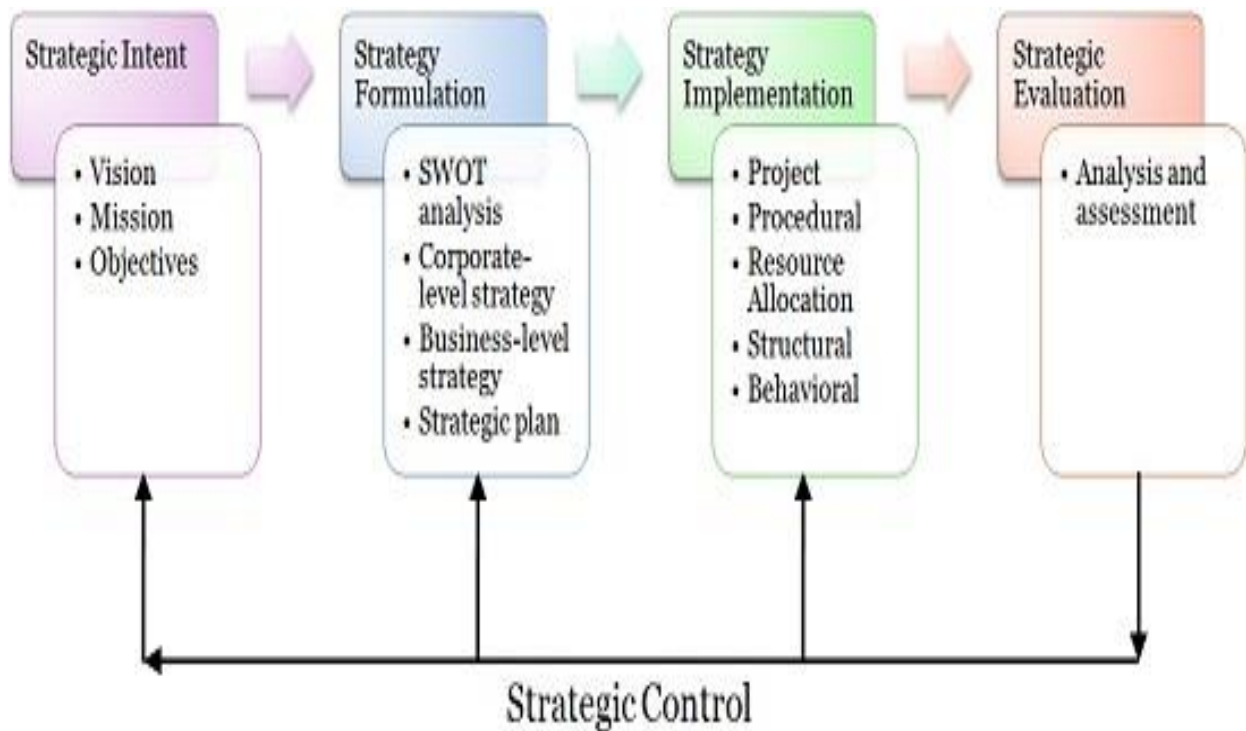 Strategic Intent
• Vision
• Mission
• Objectives
Strategy
Formulation
• SWOT
analysis
• Corporate-
level strategy
• Business-level
strategy
• Strategic plan
Strategy
Implementation
• Project
• Procedural
• Resource
Allocation
• Structural
• Behavioral
Strategic
Evaluation
• Analysis and
assessment
Strategic Control